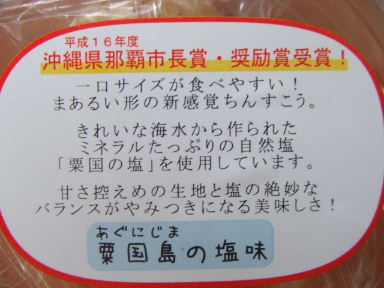 平成16年度
沖縄県那覇市長賞・奨励賞受賞！
一口サイズが食べやすい！
まあるい形の新感覚ちんすこう。
きれいな海水から作られた
ミネラルたっぷりの自然塩
「粟国の塩」を使用しています。
甘さ控えめの生地と塩の絶妙な
バランスがやみつきになる美味しさ！
あぐにじま
粟国島の塩味